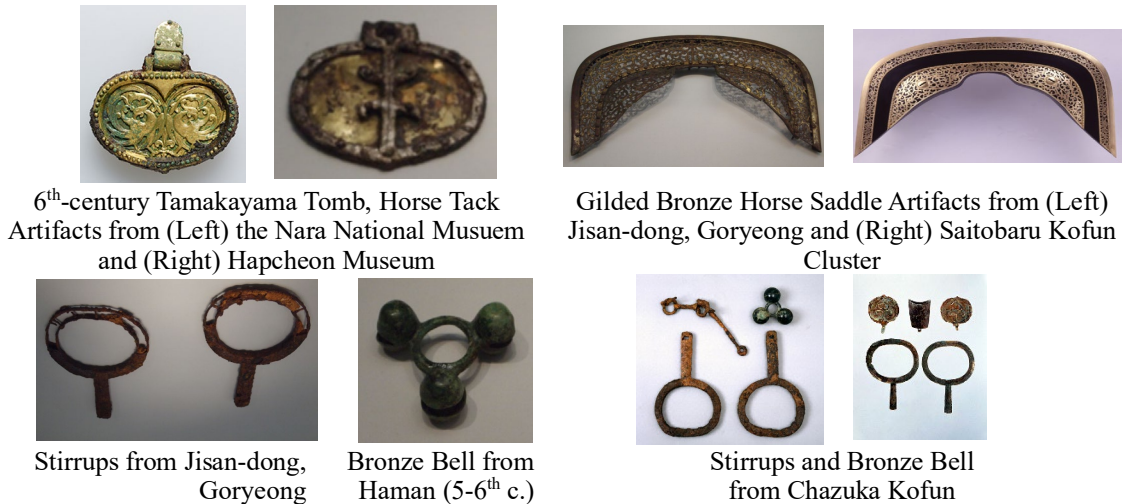 6th-century Tamakayama Tomb, Horse Tack
Artifacts from (Left) the Nara National Musuem
and (Right) Hapcheon Museum
Gilded Bronze Horse Saddle Artifacts from (Left)
Jisan-dong, Goryeong and (Right) Saitobaru Kofun
Cluster
Stirrups from Jisan-dong,
Goryeong
Bronze Bell from
Haman (5-6th c.)
Stirrups and Bronze Bell
from Chazuka Kofun